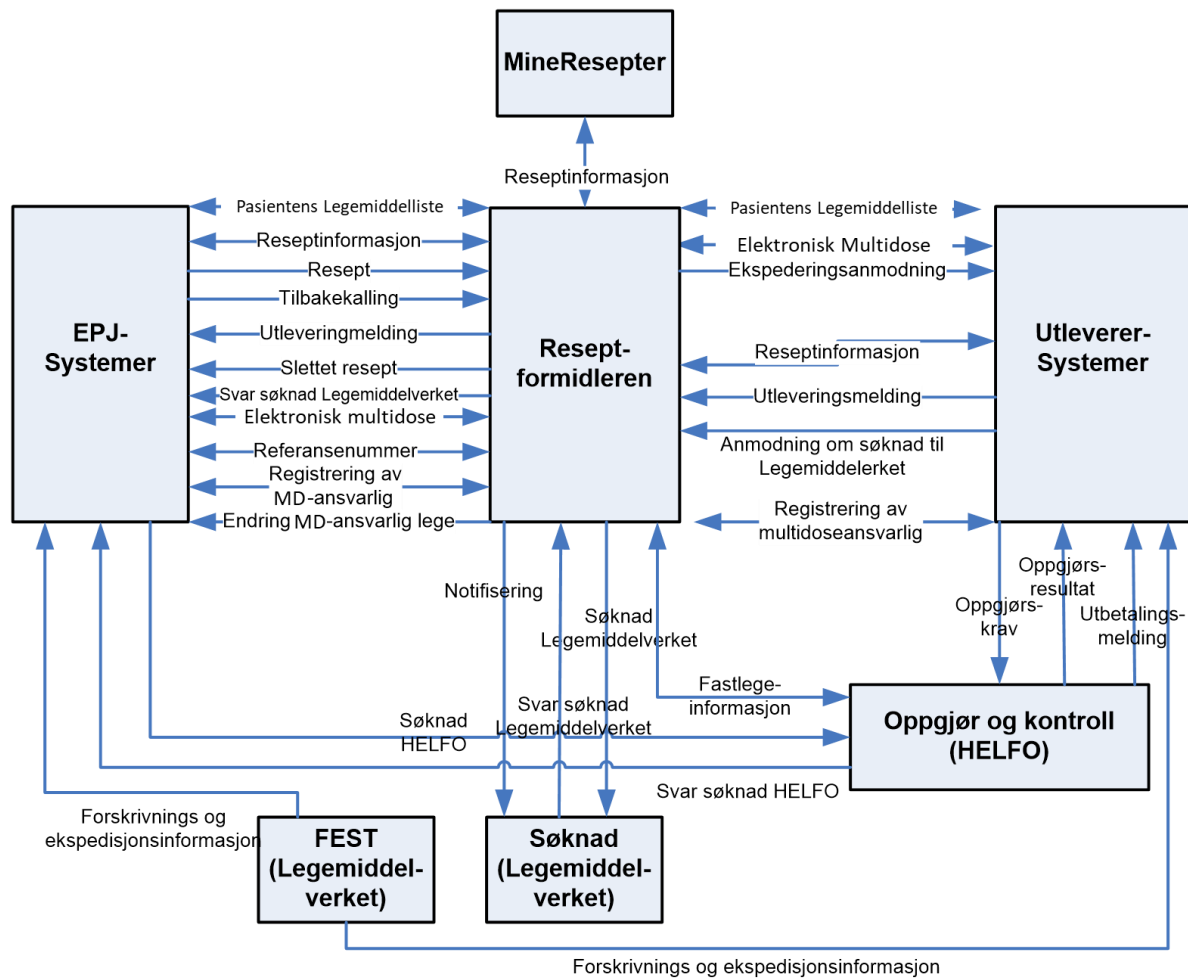 MineResepter
Reseptinformasjon
Pasientens Legemiddelliste
Reseptinformasjon
Resept
Tilbakekalling
EPJ-
Systemer
Utleveringmelding
Slettet resept
Svar søknad Legemiddelverket
Elektronisk multidose
Referansenummer
Registrering av
MD-ansvarlig
Endring MD-ansvarlig lege
Resept-
formidleren
Pasientens Legemiddelliste
Elektronisk Multidose
Ekspederingsanmodning
Reseptinformasjon
Utleveringsmelding
Anmodning om søknad til
Legemiddelerket
Registrering av
multidoseansvarlig
Utleverer-
Systemer
Notifisering
Søknad
Legemiddelverket
Svar søknad
Legemiddelverket
Fastlege-
informasjon
Oppgjørs-
krav
Oppgjørs-
resultat
Utbetalings-
melding
Søknad
HELFO
Oppgjør og kontroll
(HELFO)
Svar søknad HELFO
Forskrivnings og
ekspedisjonsinformasjon
FEST
(Legemiddel-
verket)
Søknad
(Legemiddel-
verket)
Forskrivnings og ekspedisjonsinformasjon